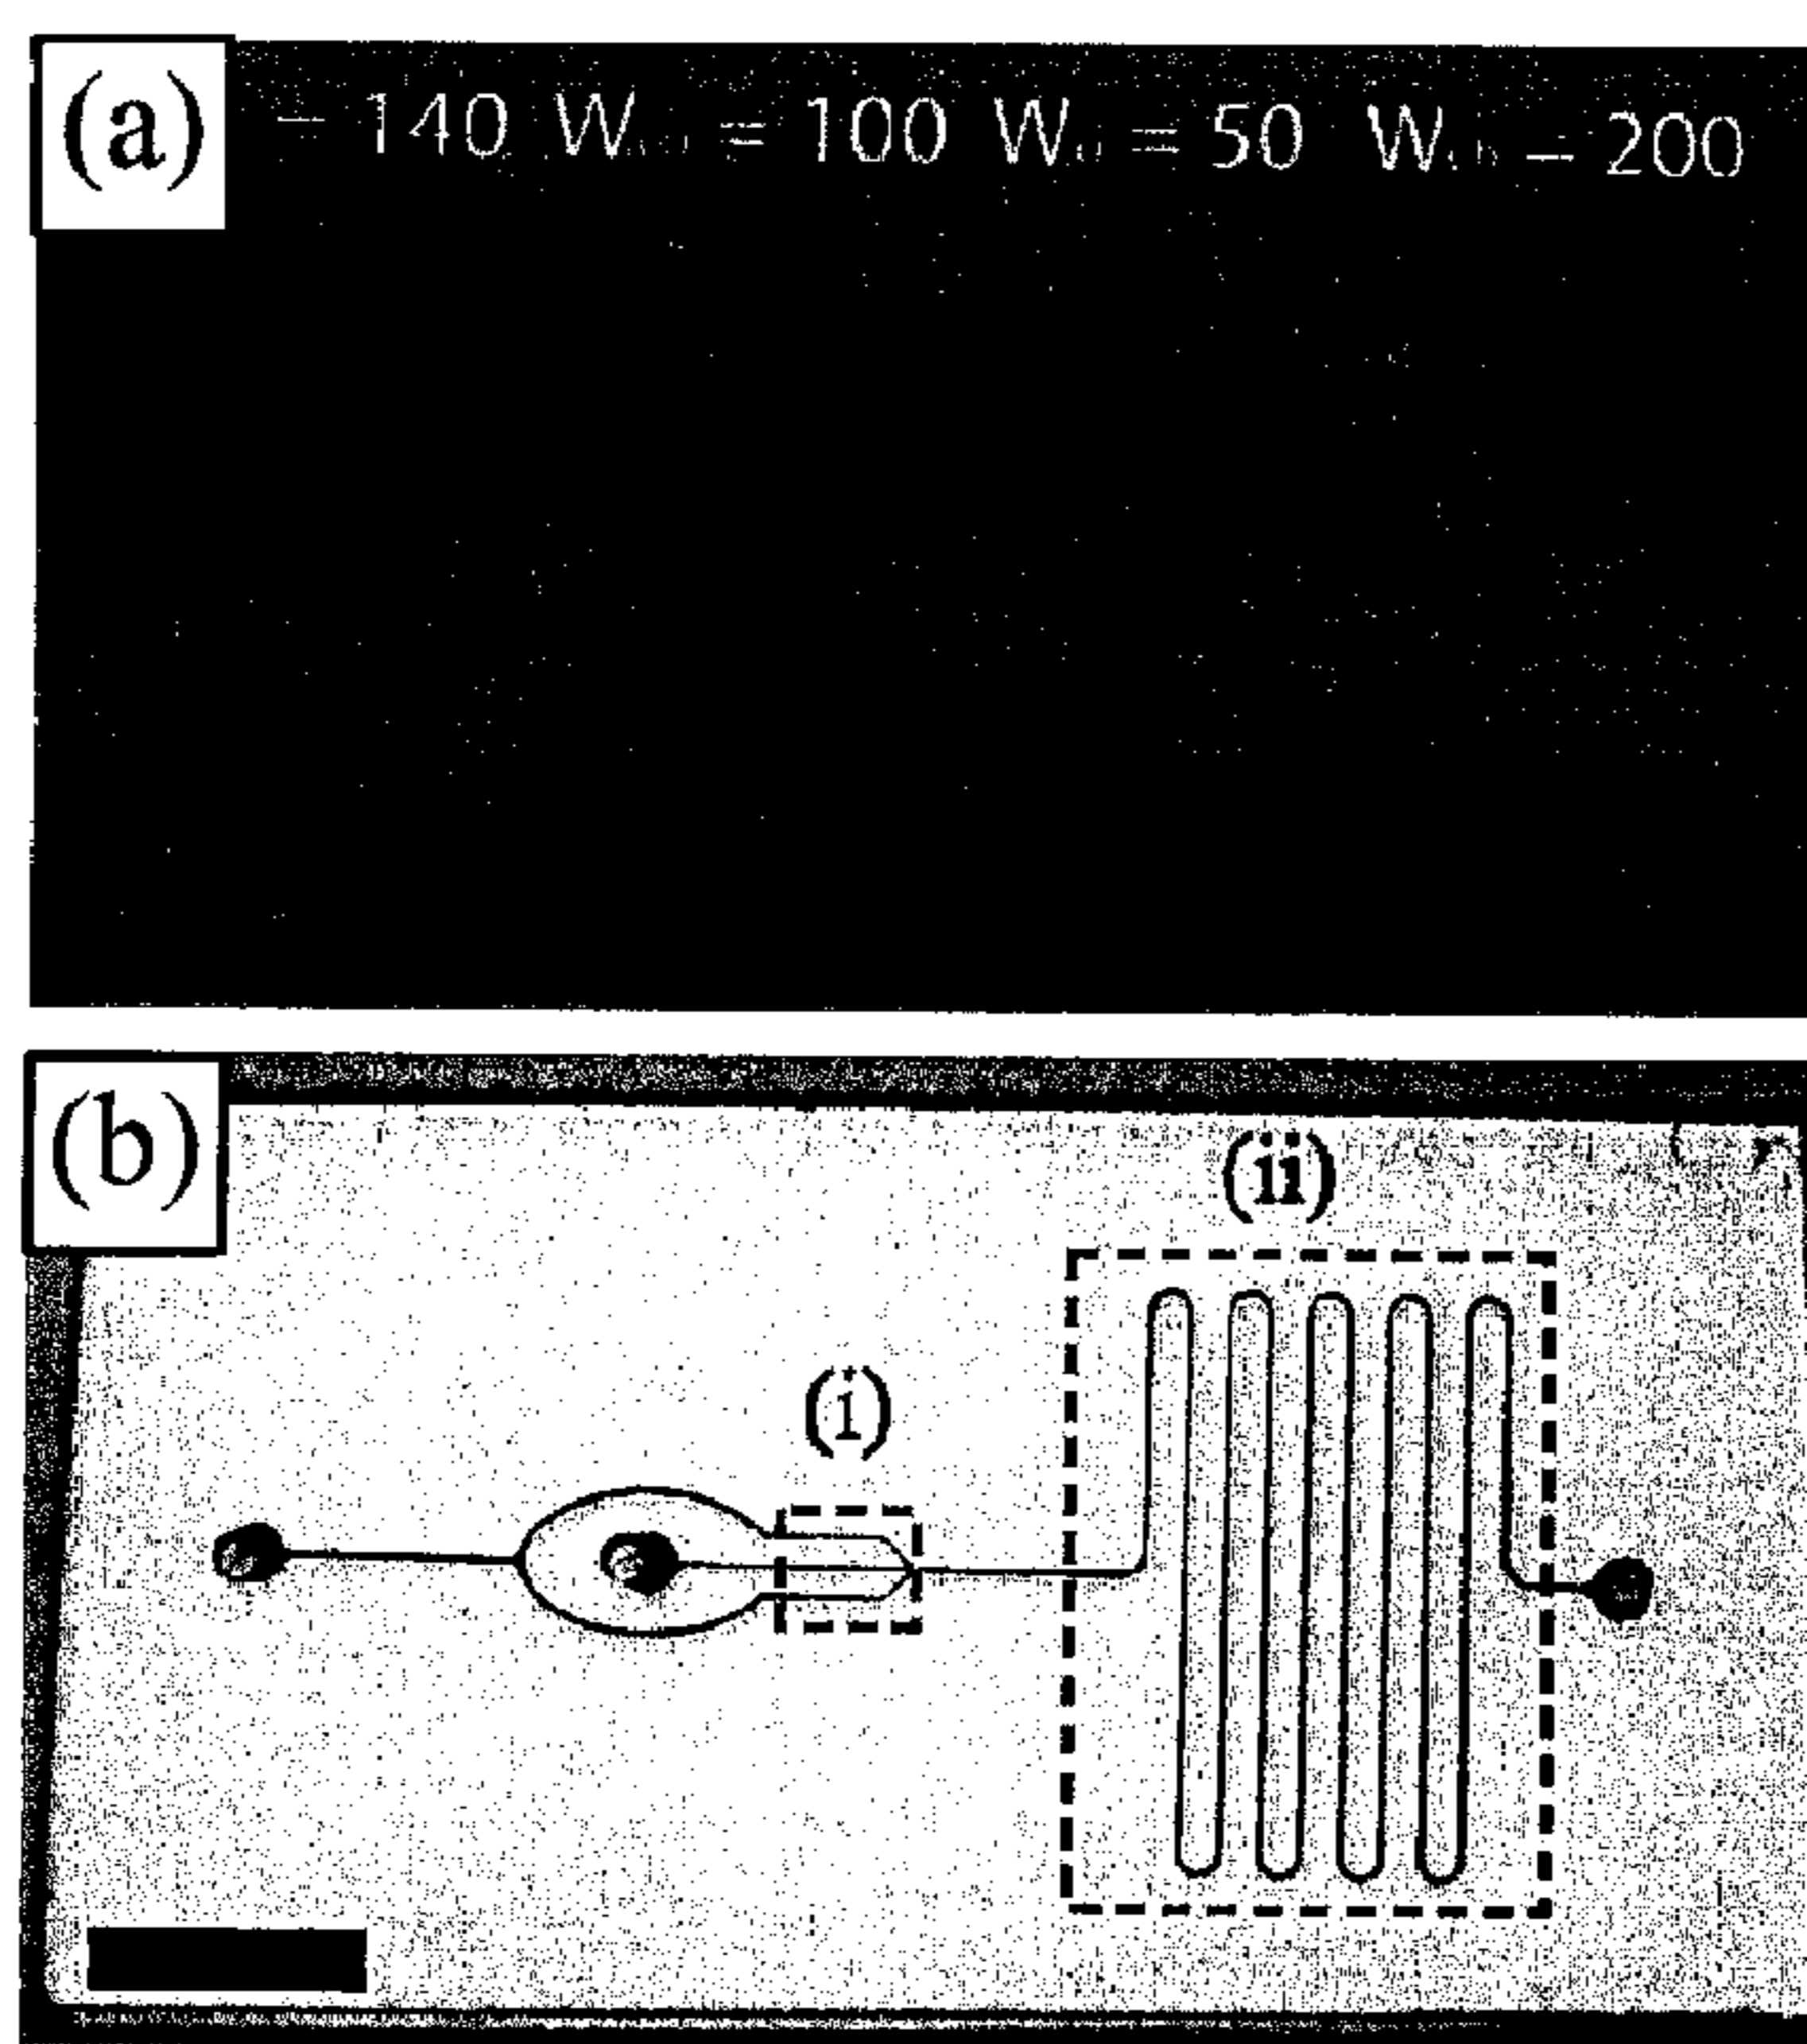 (a)
= 140 W = 100 W = 50 W = 200
(b)
(ii)
(i)